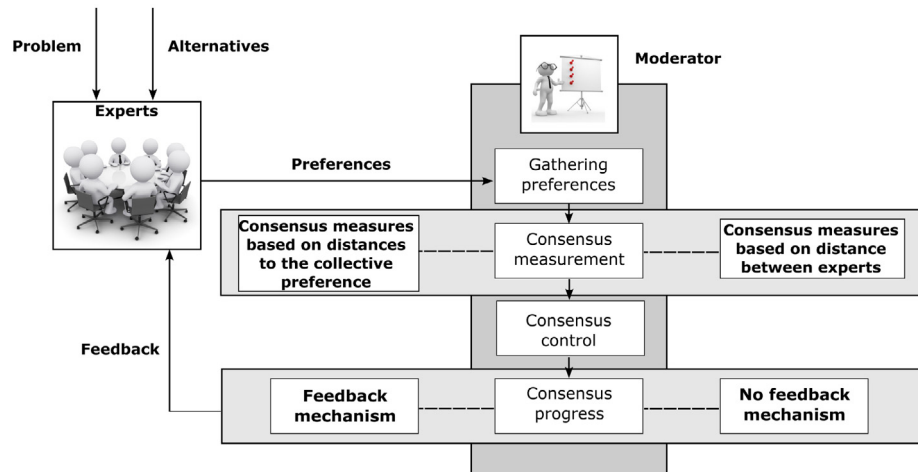 Problem
Alternatives
Experts
Moderator
Preferences
Gathering
preferences
Consensus measures
based on distances
to the collective
preference
Consensus
measurement
Consensus measures
based on distance
between experts
Consensus
control
Feedback
Feedback
mechanism
Consensus
progress
No feedback
mechanism